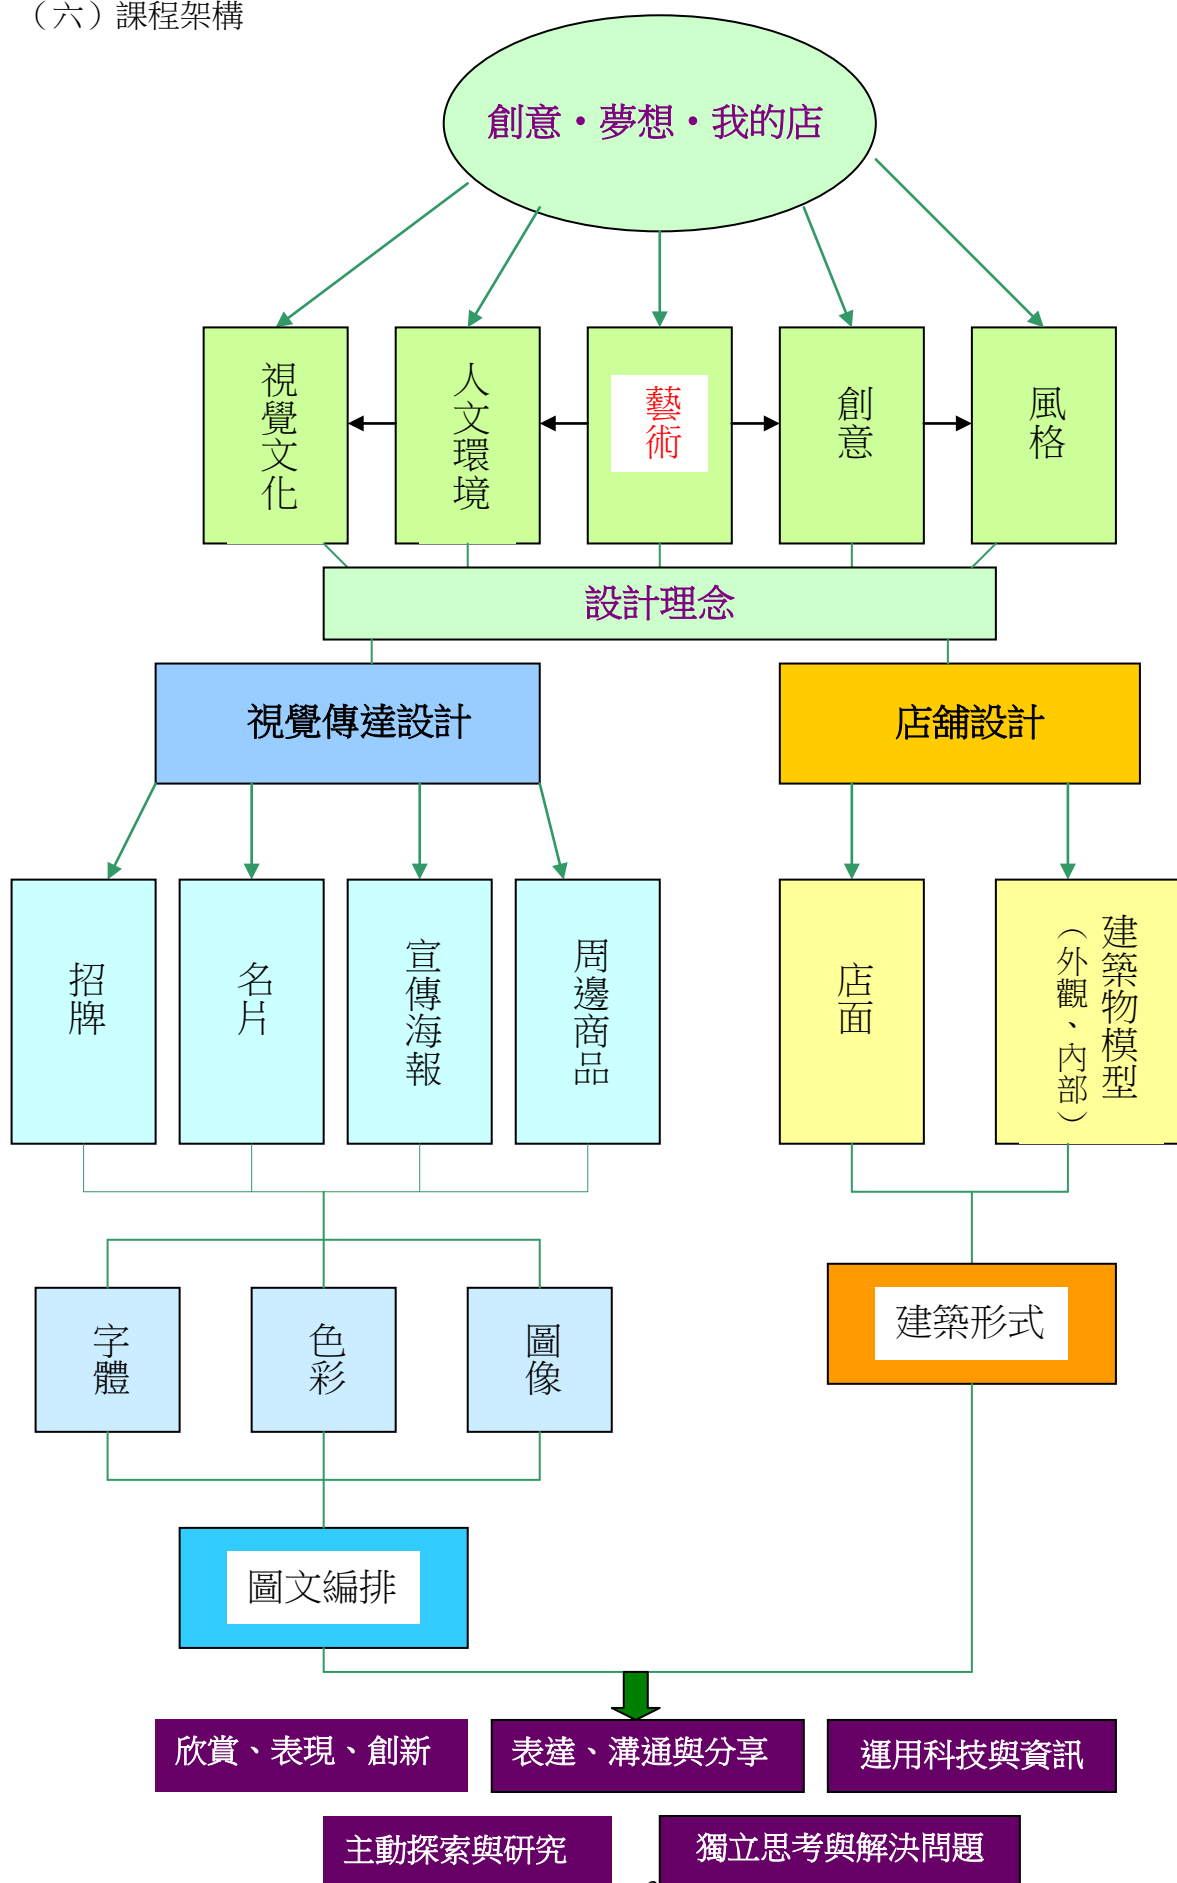 （六）課程架構
創意‧夢想‧我的店
視覺文化
人文環境
藝術
創意
風格
設計理念
視覺傳達設計
店舖設計
招牌
名片
宣傳海報
周邊商品
店面
建築物模型
（外觀、內部）
字體
色彩
圖像
建築形式
圖文編排
欣賞、表現、創新
表達、溝通與分享
運用科技與資訊
主動探索與研究
獨立思考與解決問題